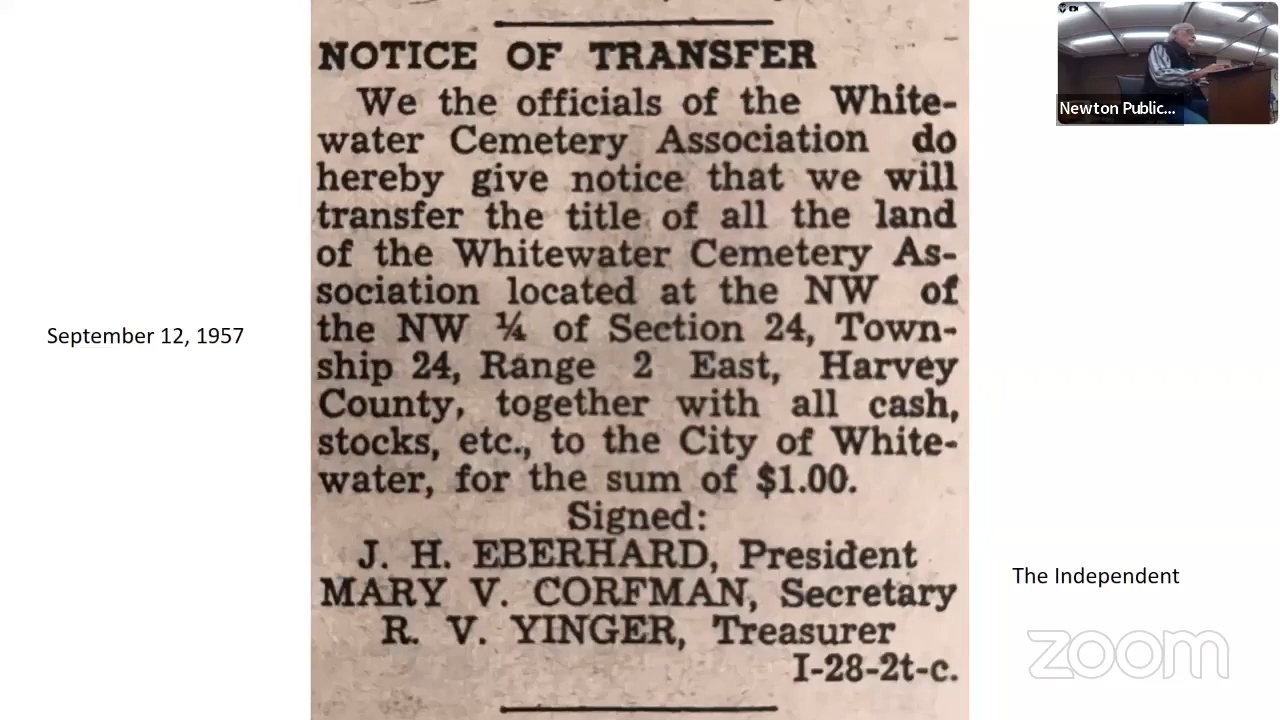 NOTICE OF TRANSFER
We the officials of the White-
water Cemetery Association do
hereby give notice that we will
transfer the title of all the land
of the Whitewater Cemetery As-
sociation located at the NW of
the NW ¼ of Section 24, Town-
ship 24, Range 2 East, Harvey
County, together with all cash,
stocks, etc., to the City of White-
water, for the sum of $1.00.
Signed:
J. H. EBERHARD, President
MARY V. CORFMAN, Secretary
R. V. YINGER, Treasurer
I-28-2t-c.
September 12, 1957
The Independent
Newton Public...
zoom